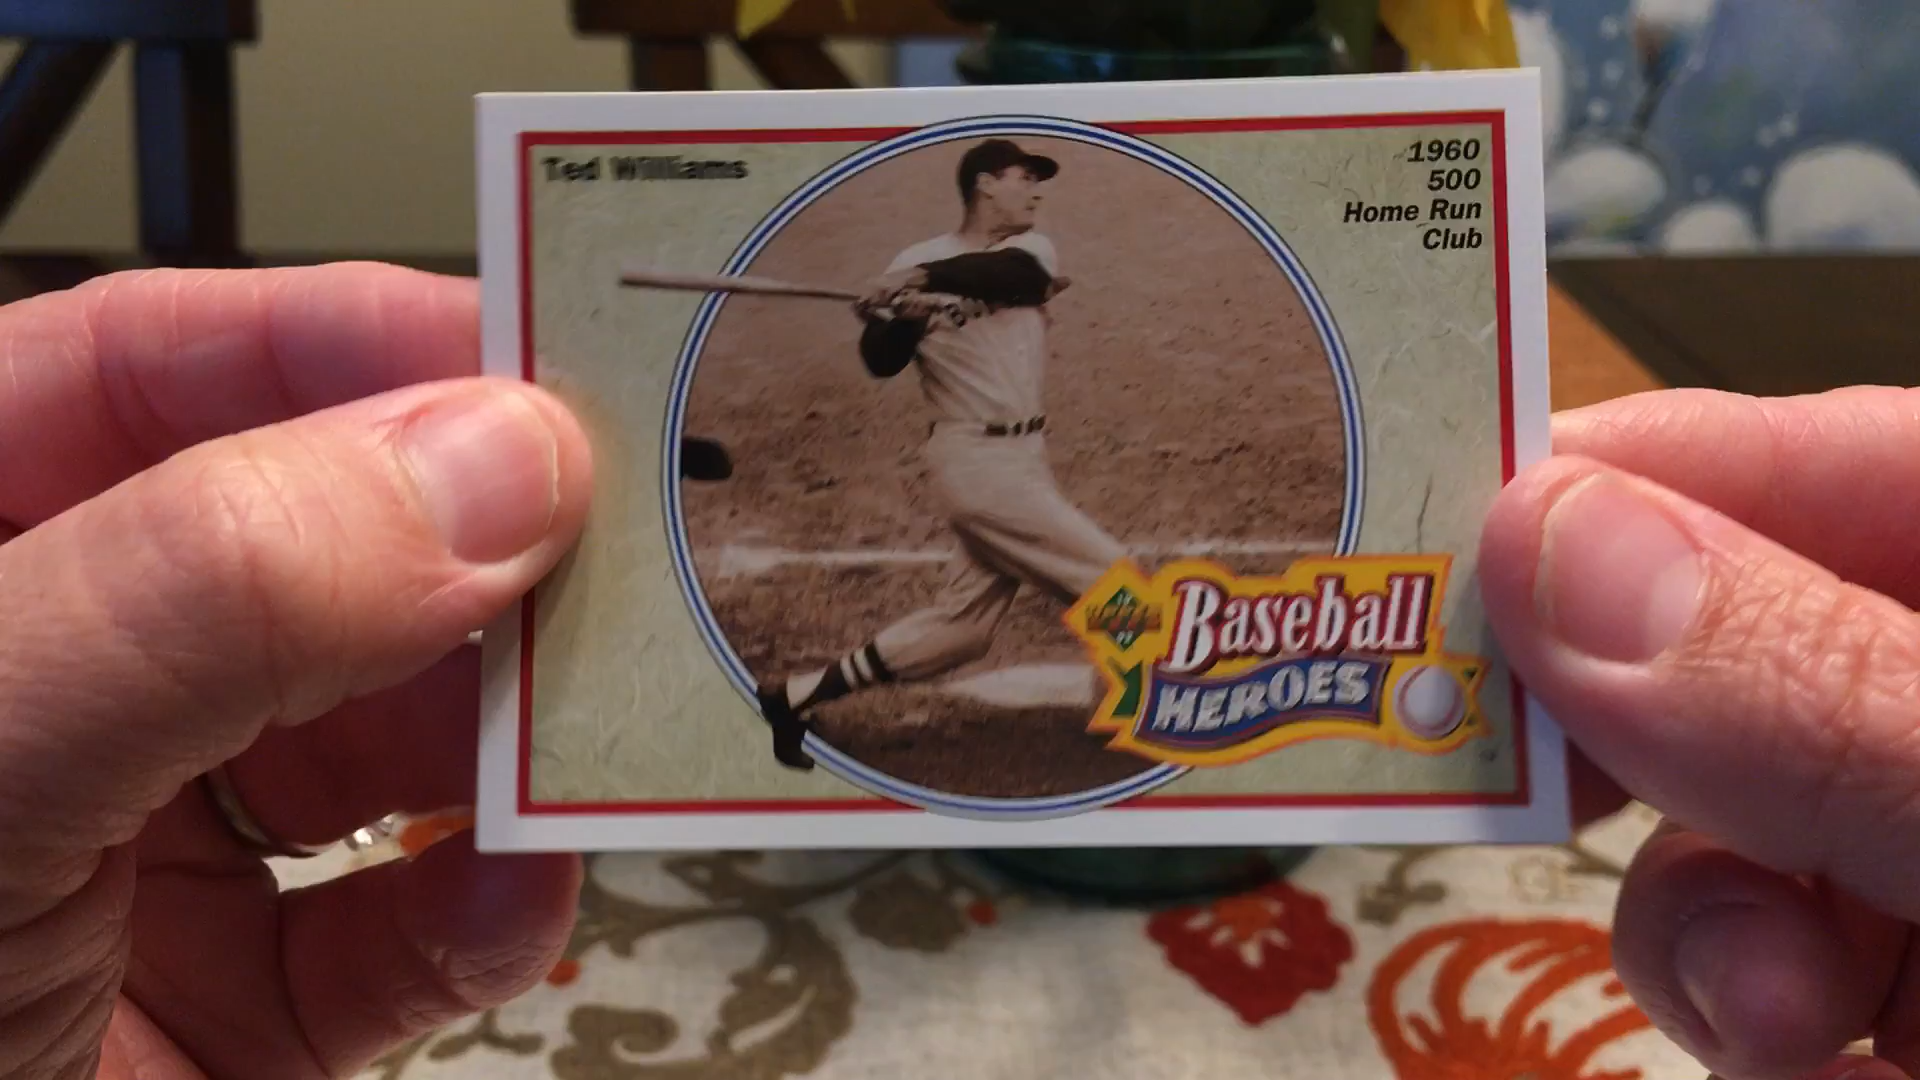 Ted Williams
1960
500
Home Run
Club
Baseball
HEROES